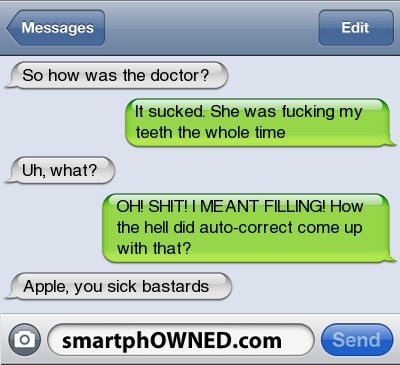 Messages
Edit
So how was the doctor?
It sucked. She was fucking my
teeth the whole time
Uh, what?
OH! SHIT! I MEANT FILLING! How
the hell did auto-correct come up
with that?
Apple, you sick bastards
smartphOWNED.com
Send